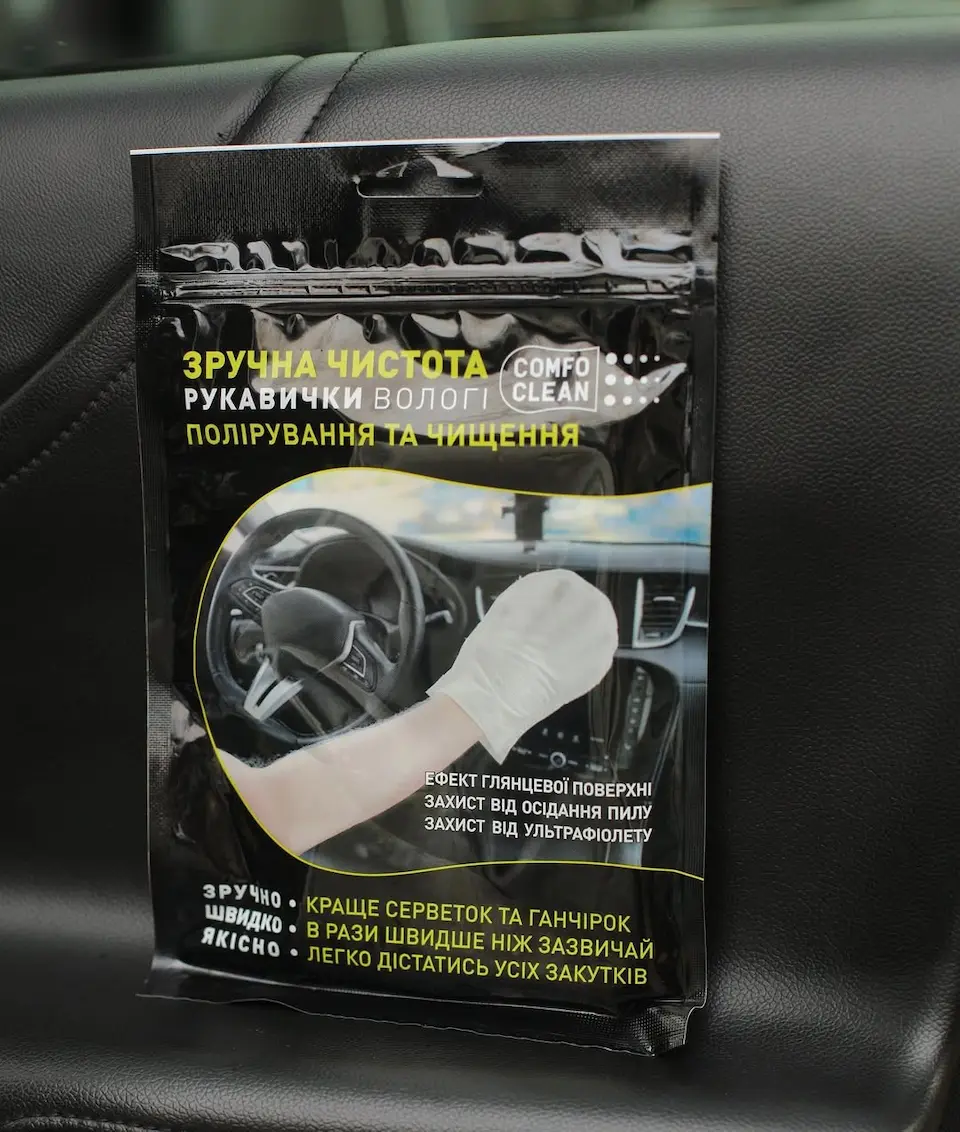 ЗРУЧНА ЧИСТОТА
РУКАВИЧКИ ВОЛОГІ
ПОЛІРУВАННЯ ТА ЧИЩЕННЯ
COMFO
CLEAN
ЕФЕКТ ГЛЯНЦЕВОЇ ПОВЕРХНІ
ЗАХИСТ ВІД ОСІДАННЯ ПИЛУ
ЗАХИСТ ВІД УЛЬТРАФІОЛЕТУ
ЗРУЧНО • КРАЩЕ СЕРВЕТОК ТА ГАНЧІРОК
ШВИДКО • В РАЗИ ШВИДШЕ НІЖ ЗАЗВИЧАЙ
ЯКІСНО • ЛЕГКО ДІСТАТИСЬ УСІХ ЗАКУТКІВ